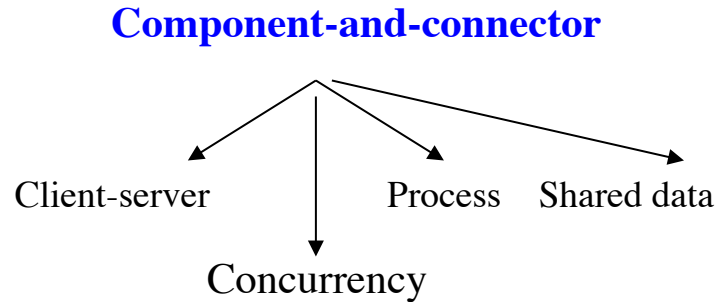 Component-and-connector
Client-server Process Shared data
Concurrency